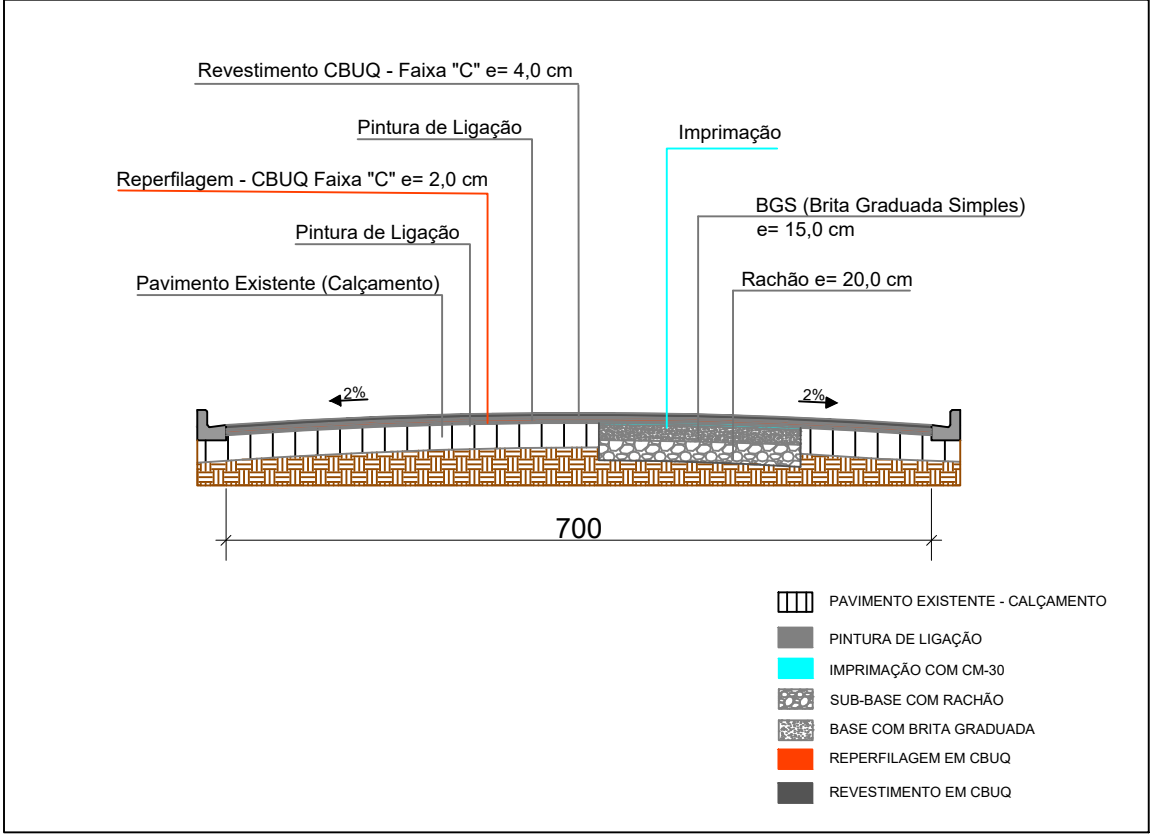 Revestimento CBUQ - Faixa "C" e= 4,0 cm
Pintura de Ligação
Imprimação
Reperfilagem - CBUQ Faixa "C" e= 2,0 cm
BGS (Brita Graduada Simples)
e= 15,0 cm
Pintura de Ligação
Pavimento Existente (Calçamento)
Rachão e= 20,0 cm
2%
2%
700
PAVIMENTO EXISTENTE - CALÇAMENTO
PINTURA DE LIGAÇÃO
IMPRIMAÇÃO COM CM-30
SUB-BASE COM RACHÃO
BASE COM BRITA GRADUADA
REPERFILAGEM EM CBUQ
REVESTIMENTO EM CBUQ